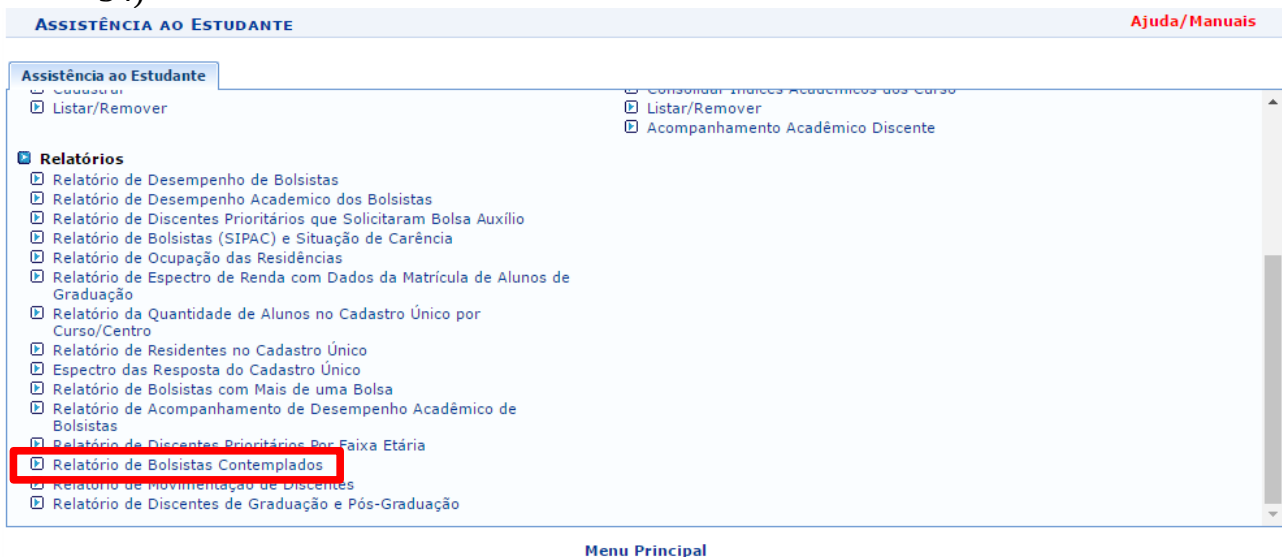 ASSISTÊNCIA AO ESTUDANTE
Ajuda/Manuais
Assistência ao Estudante
Cadastrar
Listar/Remover
Consolidar Índices Acadêmicos dos Curso
Listar/Remover
Acompanhamento Acadêmico Discente
Relatórios
Relatório de Desempenho de Bolsistas
Relatório de Desempenho Academico dos Bolsistas
Relatório de Discentes Prioritários que Solicitaram Bolsa Auxílio
Relatório de Bolsistas (SIPAC) e Situação de Carência
Relatório de Ocupação das Residências
Relatório de Espectro de Renda com Dados da Matrícula de Alunos de
Graduação
Relatório da Quantidade de Alunos no Cadastro Único por
Curso/Centro
Relatório de Residentes no Cadastro Único
Espectro das Resposta do Cadastro Único
Relatório de Bolsistas com Mais de uma Bolsa
Relatório de Acompanhamento de Desempenho Acadêmico de
Bolsistas
Relatório de Discentes Prioritários Por Faixa Etária
Relatório de Bolsistas Contemplados
Relatório de Movimentação de Discentes
Relatório de Discentes de Graduação e Pós-Graduação
Menu Principal